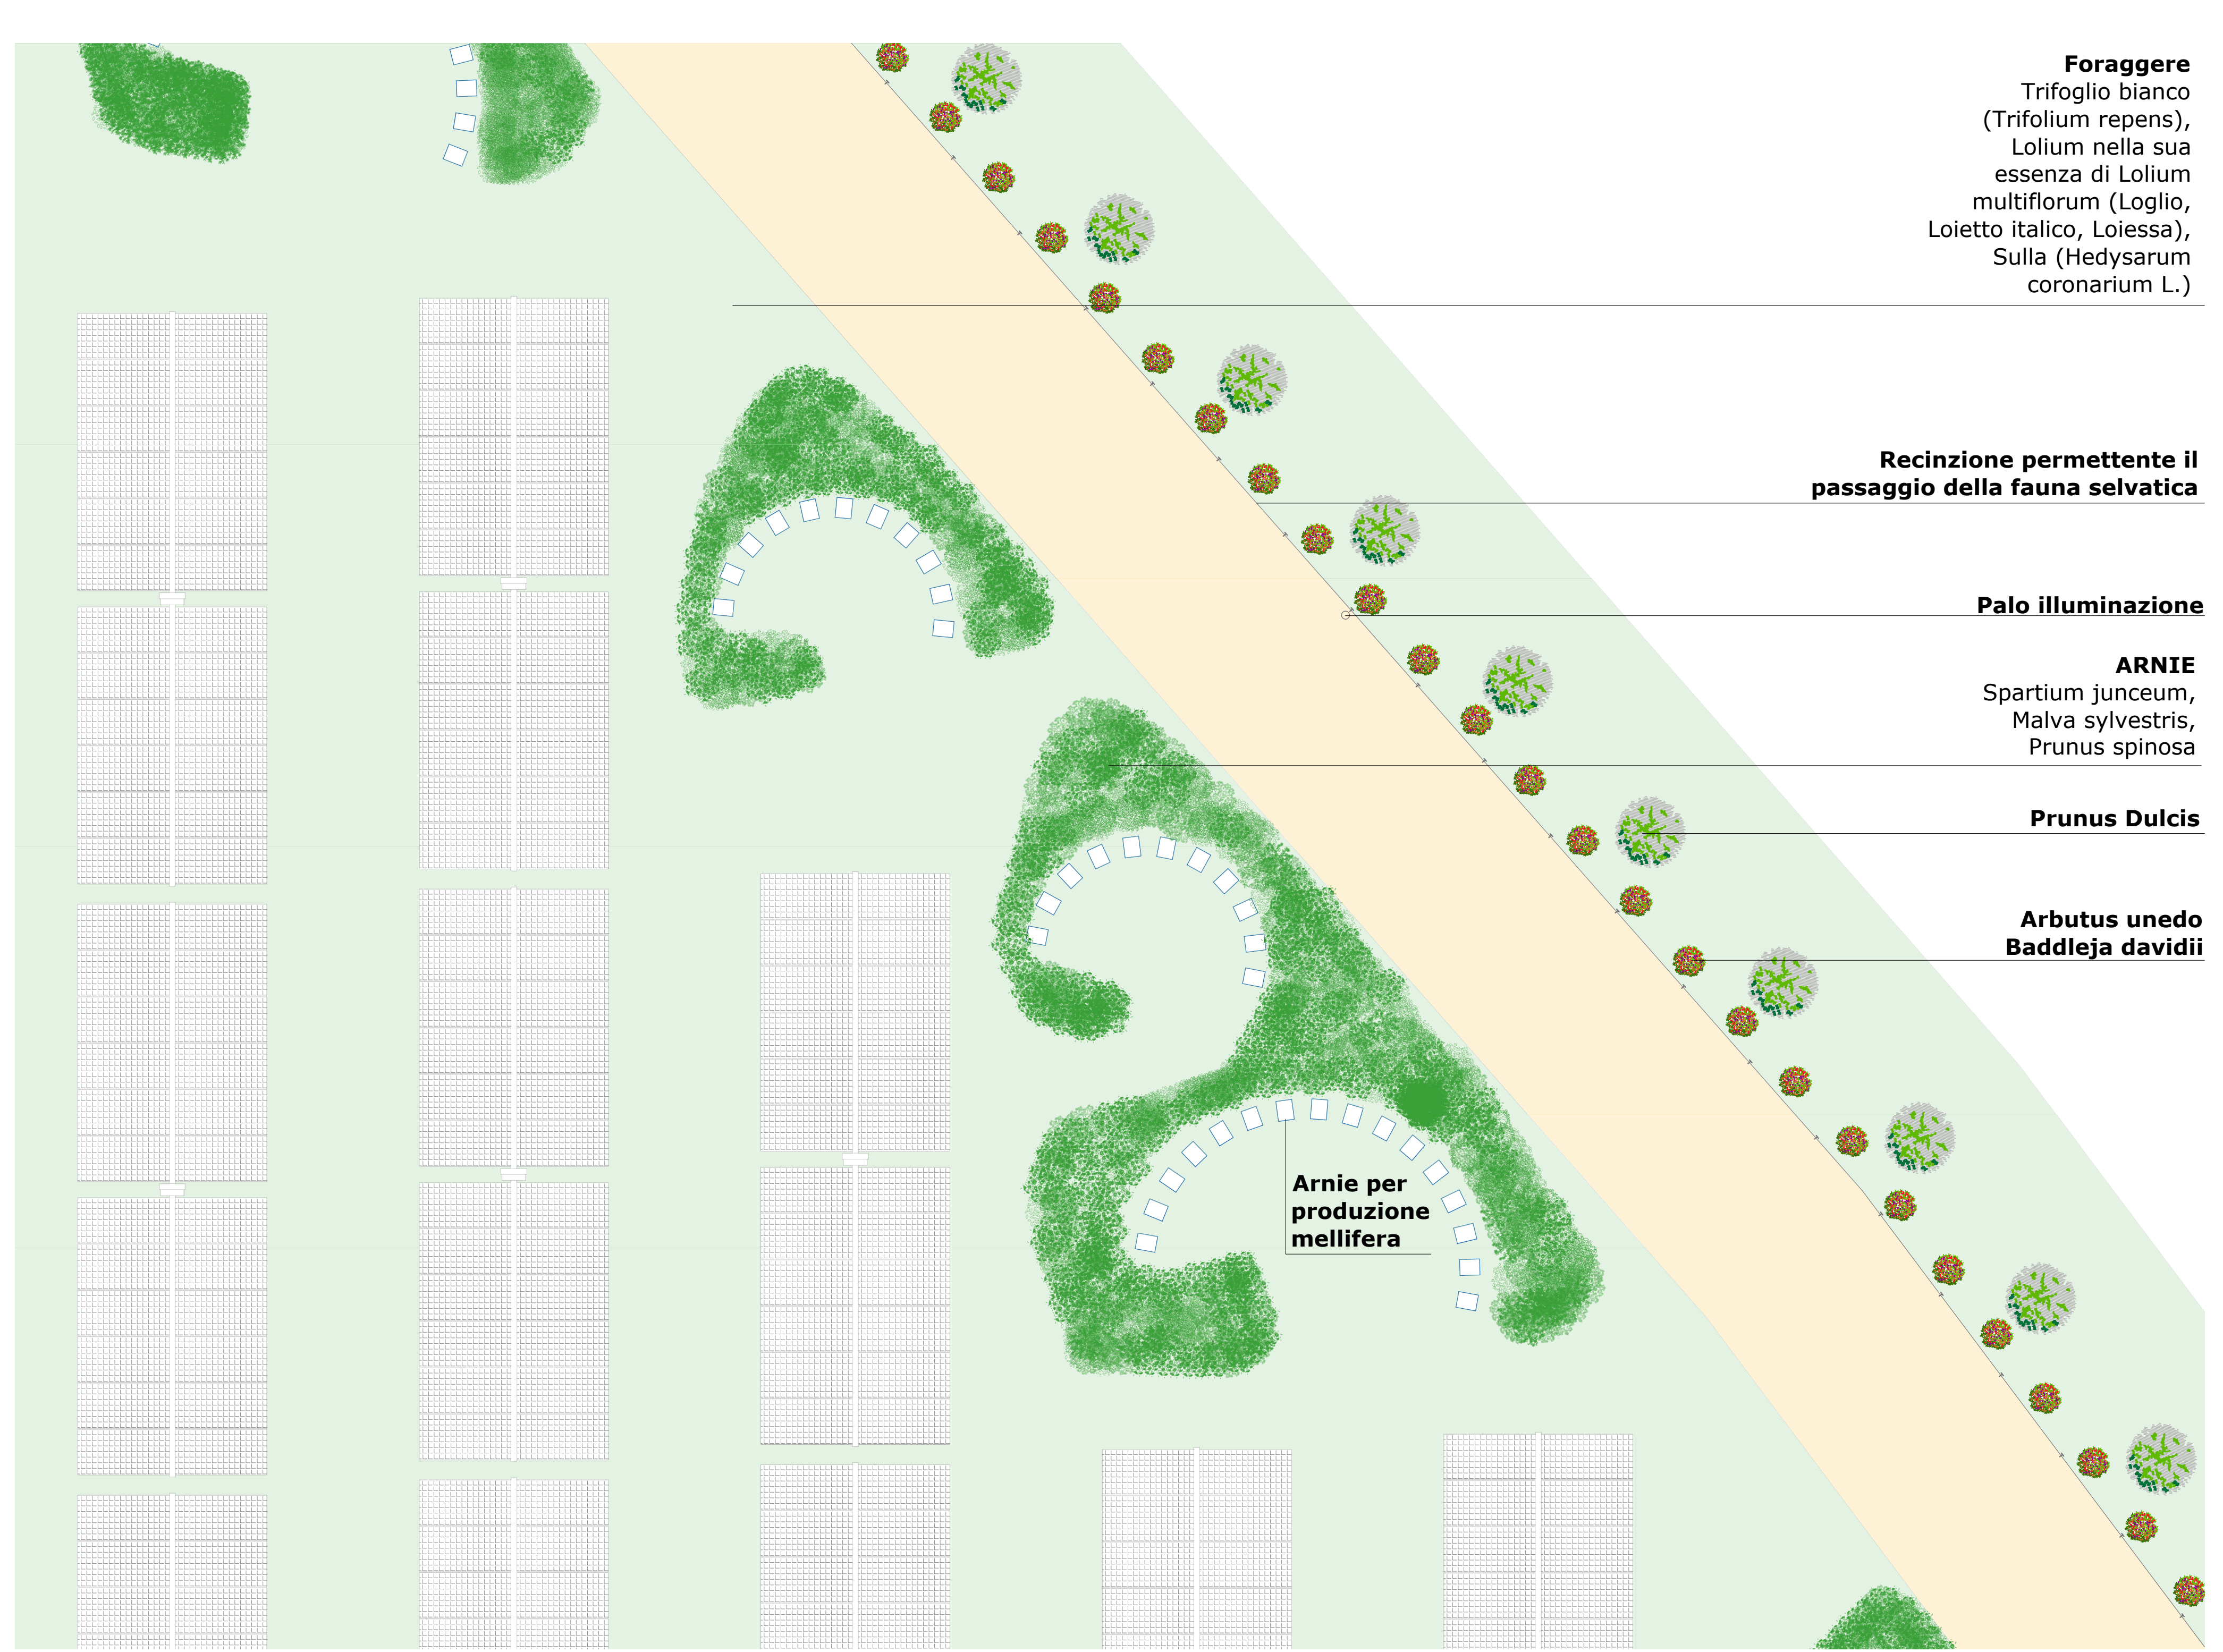 Foraggere
Trifoglio bianco
(Trifolium repens),
Lolium nella sua
essenza di Lolium
multiflorum (Loglio,
Loietto italico, Loiessa),
Sulla (Hedysarum
coronarium L.)
Recinzione permettente il
passaggio della fauna selvatica
Palo illuminazione
ARNIE
Spartium junceum,
Malva sylvestris,
Prunus spinosa
Prunus Dulcis
Arbutus unedo
Baddleja davidii
Arnie per
produzione
mellifera